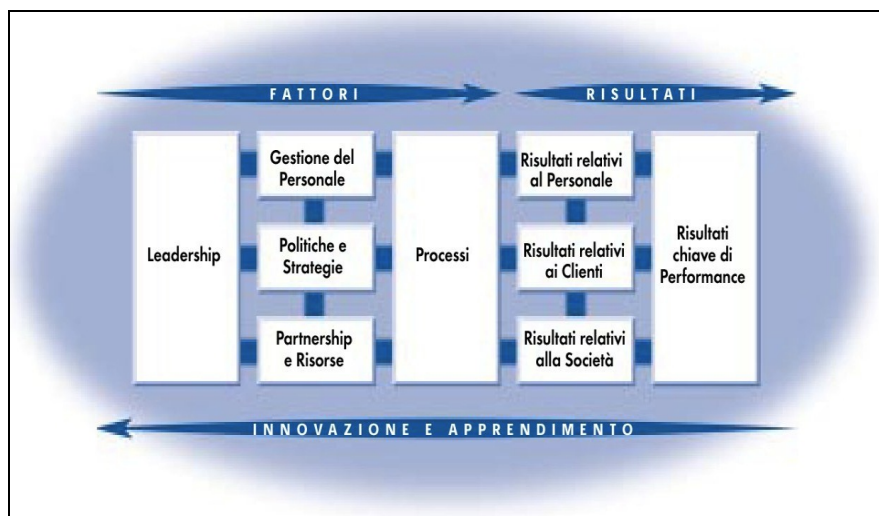 FATTORI
RISULTATI
Leadership
Gestione del
Personale
Politiche e
Strategie
Partnership
e Risorse
Processi
Risultati relativi
al Personale
Risultati relativi
ai Clienti
Risultati relativi
alla Società
Risultati
chiave di
Performance
INNOVAZIONE E APPRENDIMENTO